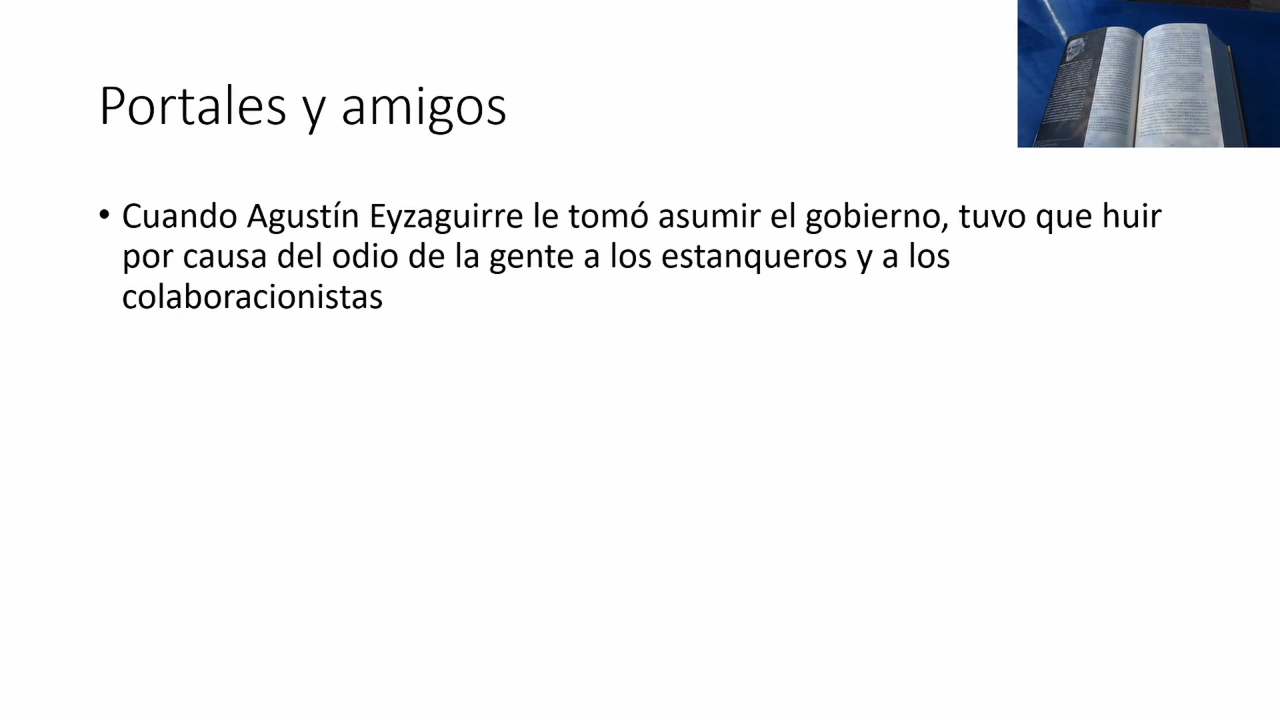 Portales y amigos
• Cuando Agustín Eyzaguirre le tomó asumir el gobierno, tuvo que huir
por causa del odio de la gente a los estanqueros y a los
colaboracionistas